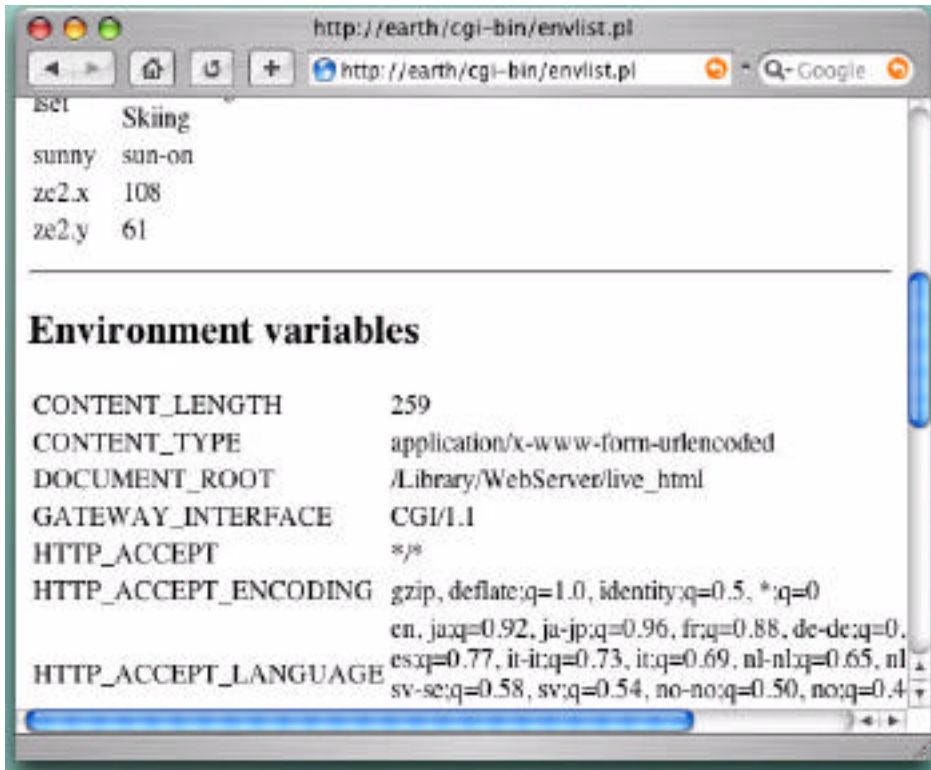 http://earth/cgi-bin/envlist.pl
http://earth/cgi-bin/envlist.pl Google
Skiing
sunny sun-on
ze2.x 108
ze2.y 61
Environment variables
CONTENT_LENGTH 259
CONTENT_TYPE application/x-www-form-urlencoded
DOCUMENT_ROOT /Library/WebServer/live_html
GATEWAY_INTERFACE CGI/1.1
HTTP_ACCEPT */*
HTTP_ACCEPT_ENCODING gzip, deflate;q=1.0, identity;q=0.5, *;q=0
en, ja;q=0.92, ja-jp;q=0.96, fr;q=0.88, de-de;q=0.
HTTP_ACCEPT_LANGUAGE es;q=0.77, it-it;q=0.73, it;q=0.69, nl-nl;q=0.65, nl
sv-se;q=0.58, sv;q=0.54, no-no;q=0.50, no;q=0.4